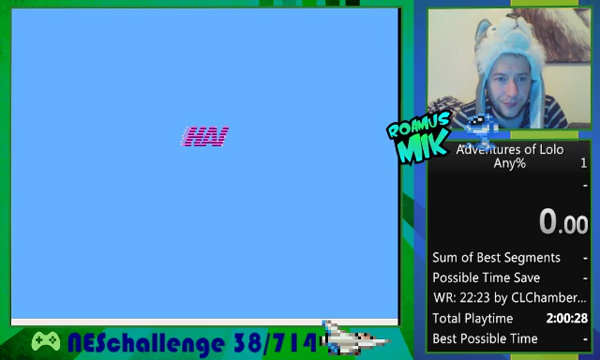 HAL
ROAMUS
MIK
Adventures of Lolo
Any% 1
-
0.00
Sum of Best Segments -
Possible Time Save -
WR: 22:23 by CLChamber...
Total Playtime 2:00:28
Best Possible Time -
NESchallenge 38/714